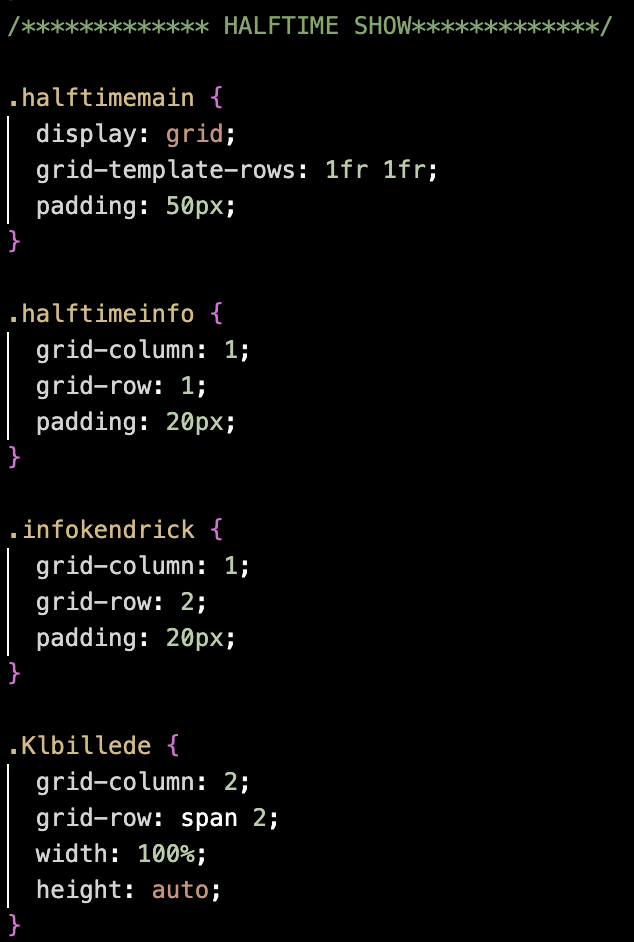 /************* HALFTIME SHOW*************/
.halftimemain {
display: grid;
grid-template-rows: 1fr 1fr;
padding: 50px;
}
.halftimeinfo {
grid-column: 1;
grid-row: 1;
padding: 20px;
}
.infokendrick {
grid-column: 1;
grid-row: 2;
padding: 20px;
}
.Klbillede {
grid-column: 2;
grid-row: span 2;
width: 100%;
height: auto;
}